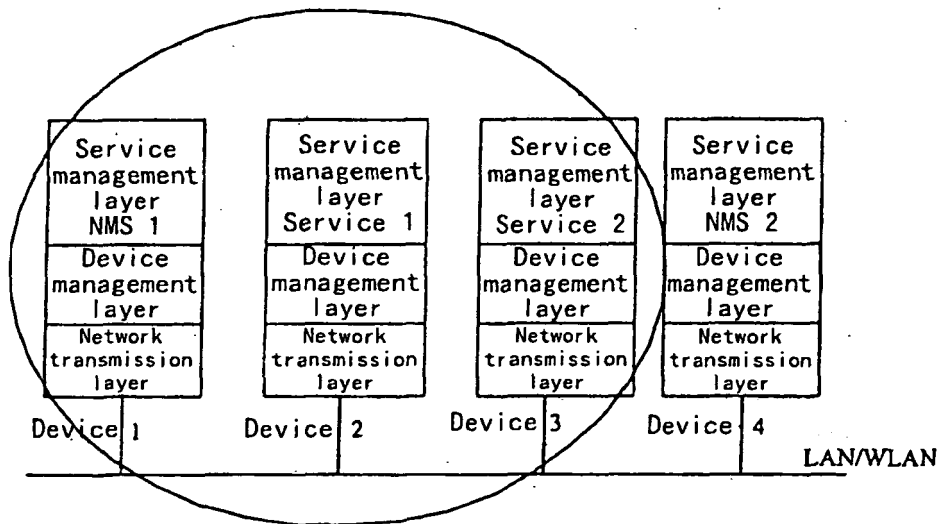 Service
management
layer
NMS 1
Device
management
layer
Network
transmission
layer
Device 1
Service
management
layer
Service 1
Device
management
layer
Network
transmission
layer
Device 2
Service
management
layer
Service 2
Device
management
layer
Network
transmission
layer
Device 3
Service
management
layer
NMS 2
Device
management
layer
Network
transmission
layer
Device 4
LAN/WLAN